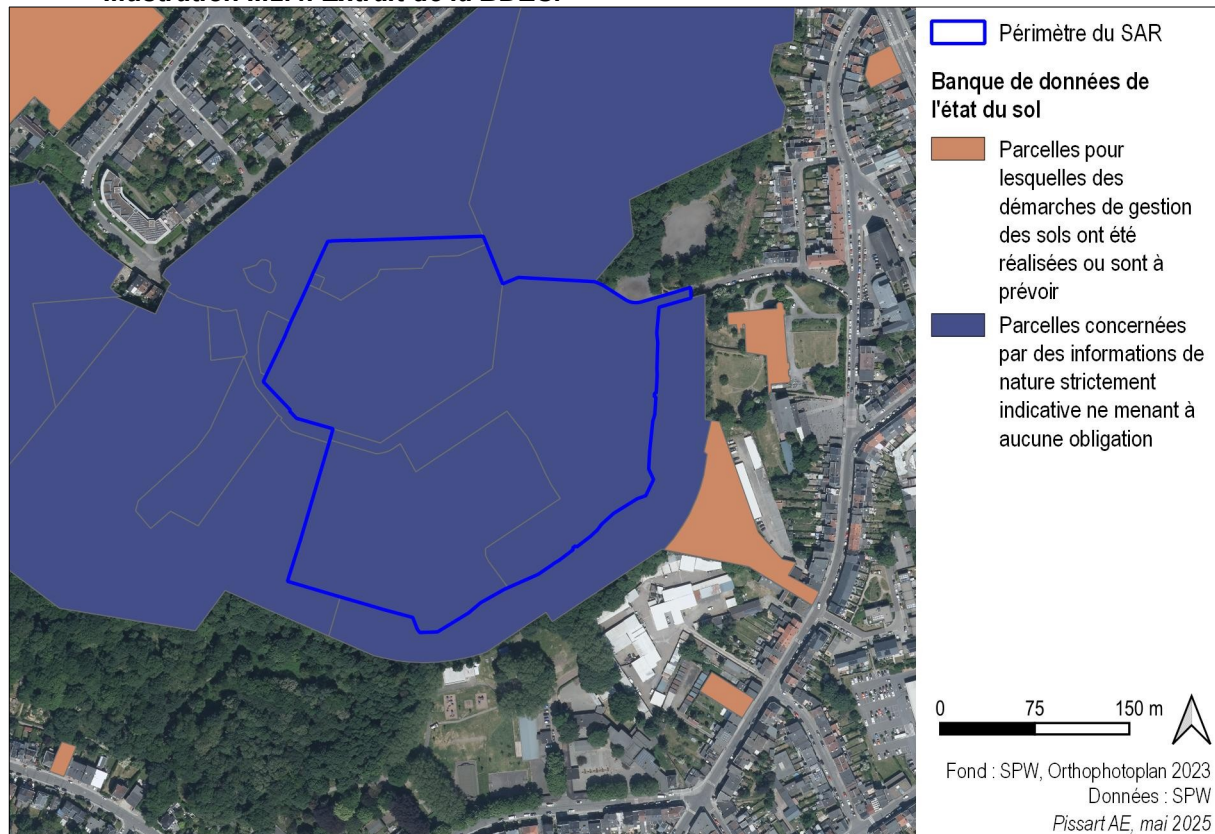 Périmètre du SAR
Banque de données de
l'état du sol
Parcelles pour
lesquelles des
démarches de gestion
des sols ont été
réalisées ou sont à
prévoir
Parcelles concernées
par des informations de
nature strictement
indicative ne menant à
aucune obligation
0 75 150 m
Fond : SPW, Orthophotoplan 2023
Données : SPW
Pissart AE, mai 2025